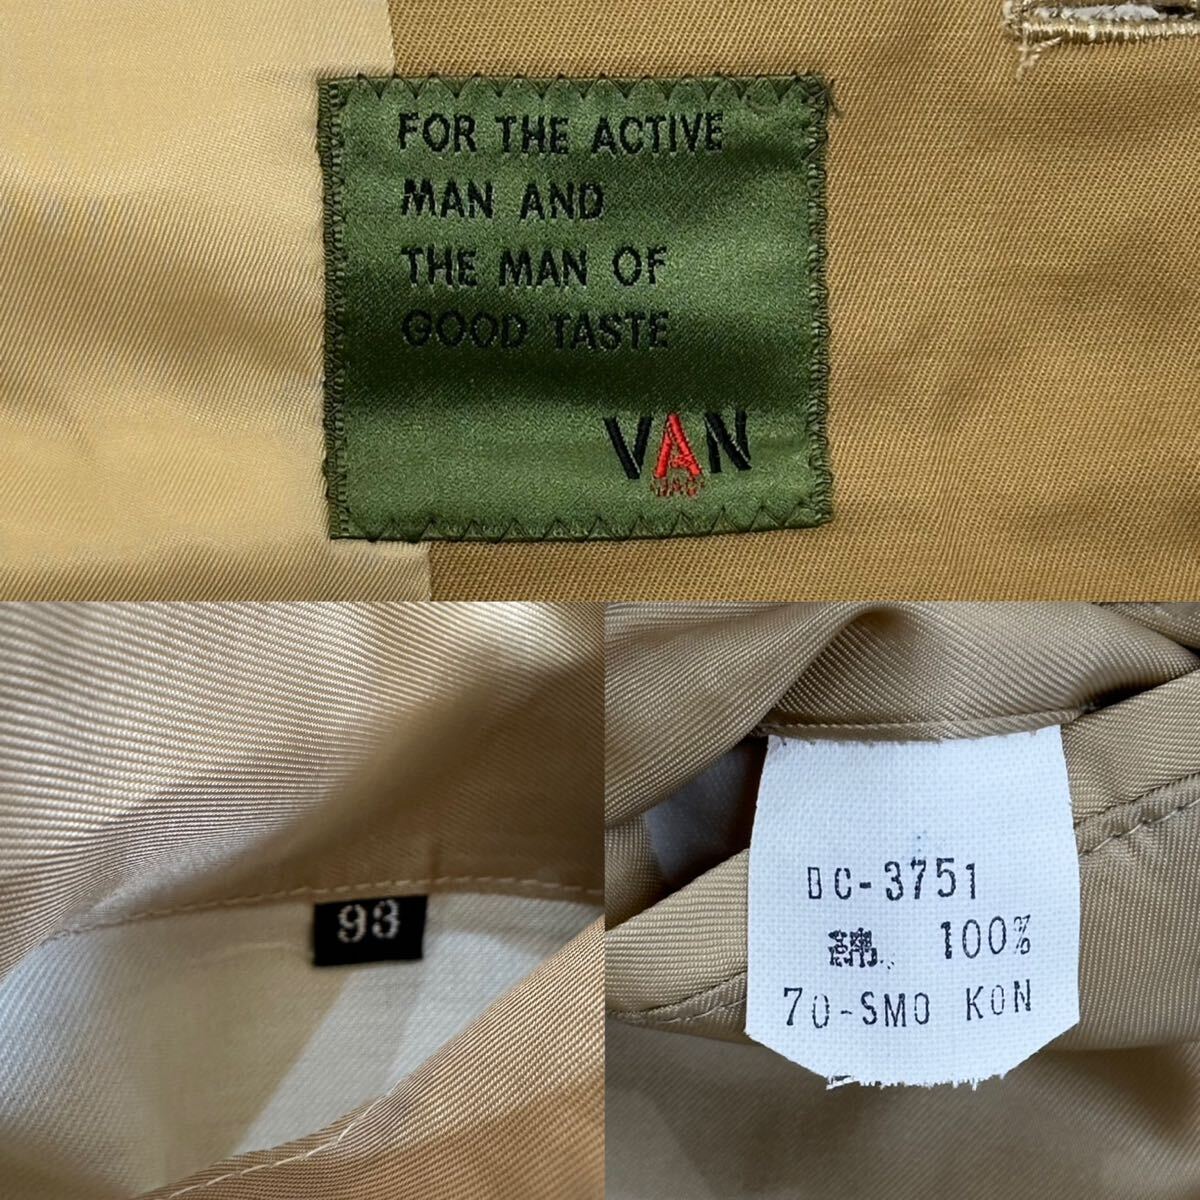 FOR THE ACTIVE
MAN AND
THE MAN OF
GOOD TASTE
VAN
JAC
93
DC-3751
綿 100%
70-SMO KON